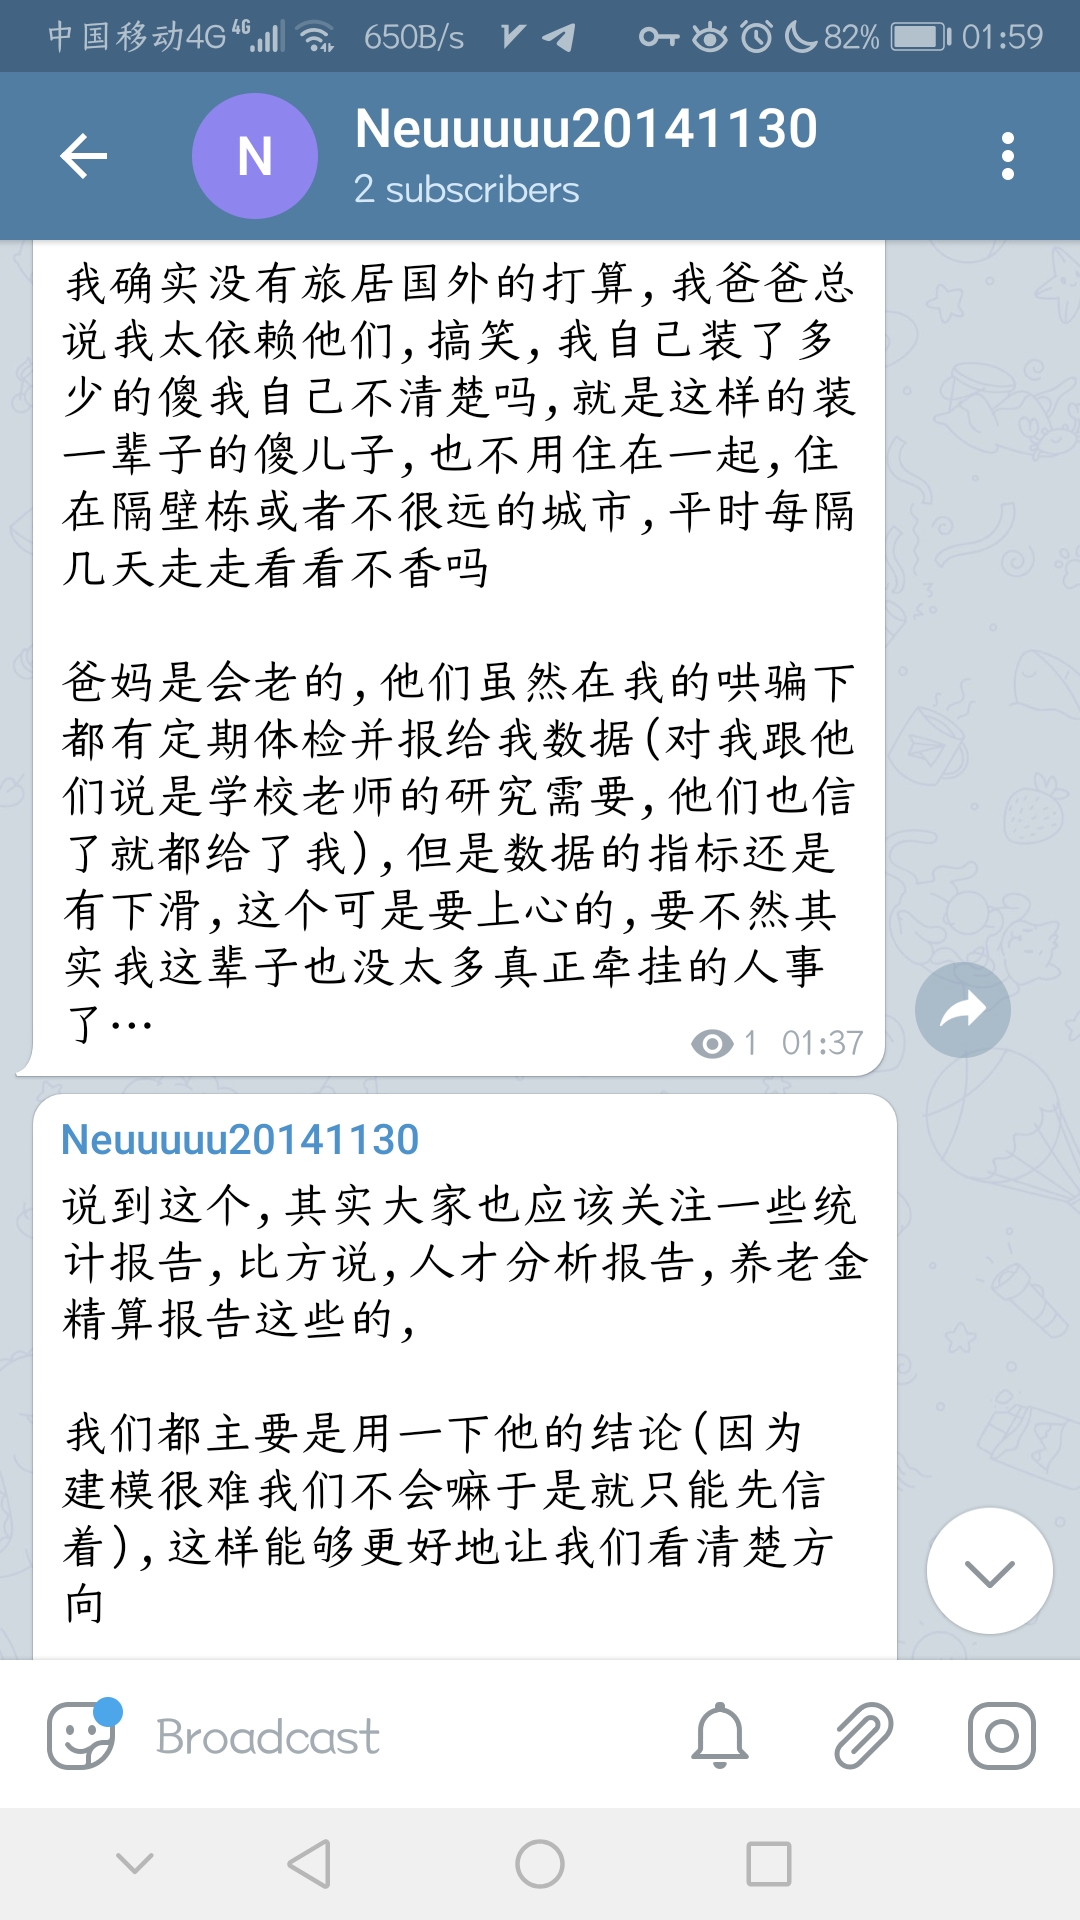 中国移动4G 4G 650B/s 82% 01:59
N
Neuuuuu20141130
2 subscribers
我确实没有旅居国外的打算,我爸爸总
说我太依赖他们,搞笑,我自己装了多
少的傻我自己不清楚吗,就是这样的装
一辈子的傻儿子,也不用住在一起,住
在隔壁栋或者不很远的城市,平时每隔
几天走走看看不香吗
爸妈是会老的,他们虽然在我的哄骗下
都有定期体检并报给我数据(对我跟他
们说是学校老师的研究需要,他们也信
了就都给了我),但是数据的指标还是
有下滑,这个可是要上心的,要不然其
实我这辈子也没太多真正牵挂的人事
了…
1 01:37
Neuuuuu20141130
说到这个,其实大家也应该关注一些统
计报告,比方说,人才分析报告,养老金
精算报告这些的,
我们都主要是用一下他的结论(因为
建模很难我们不会嘛于是就只能先信
着),这样能够更好地让我们看清楚方
向
Broadcast